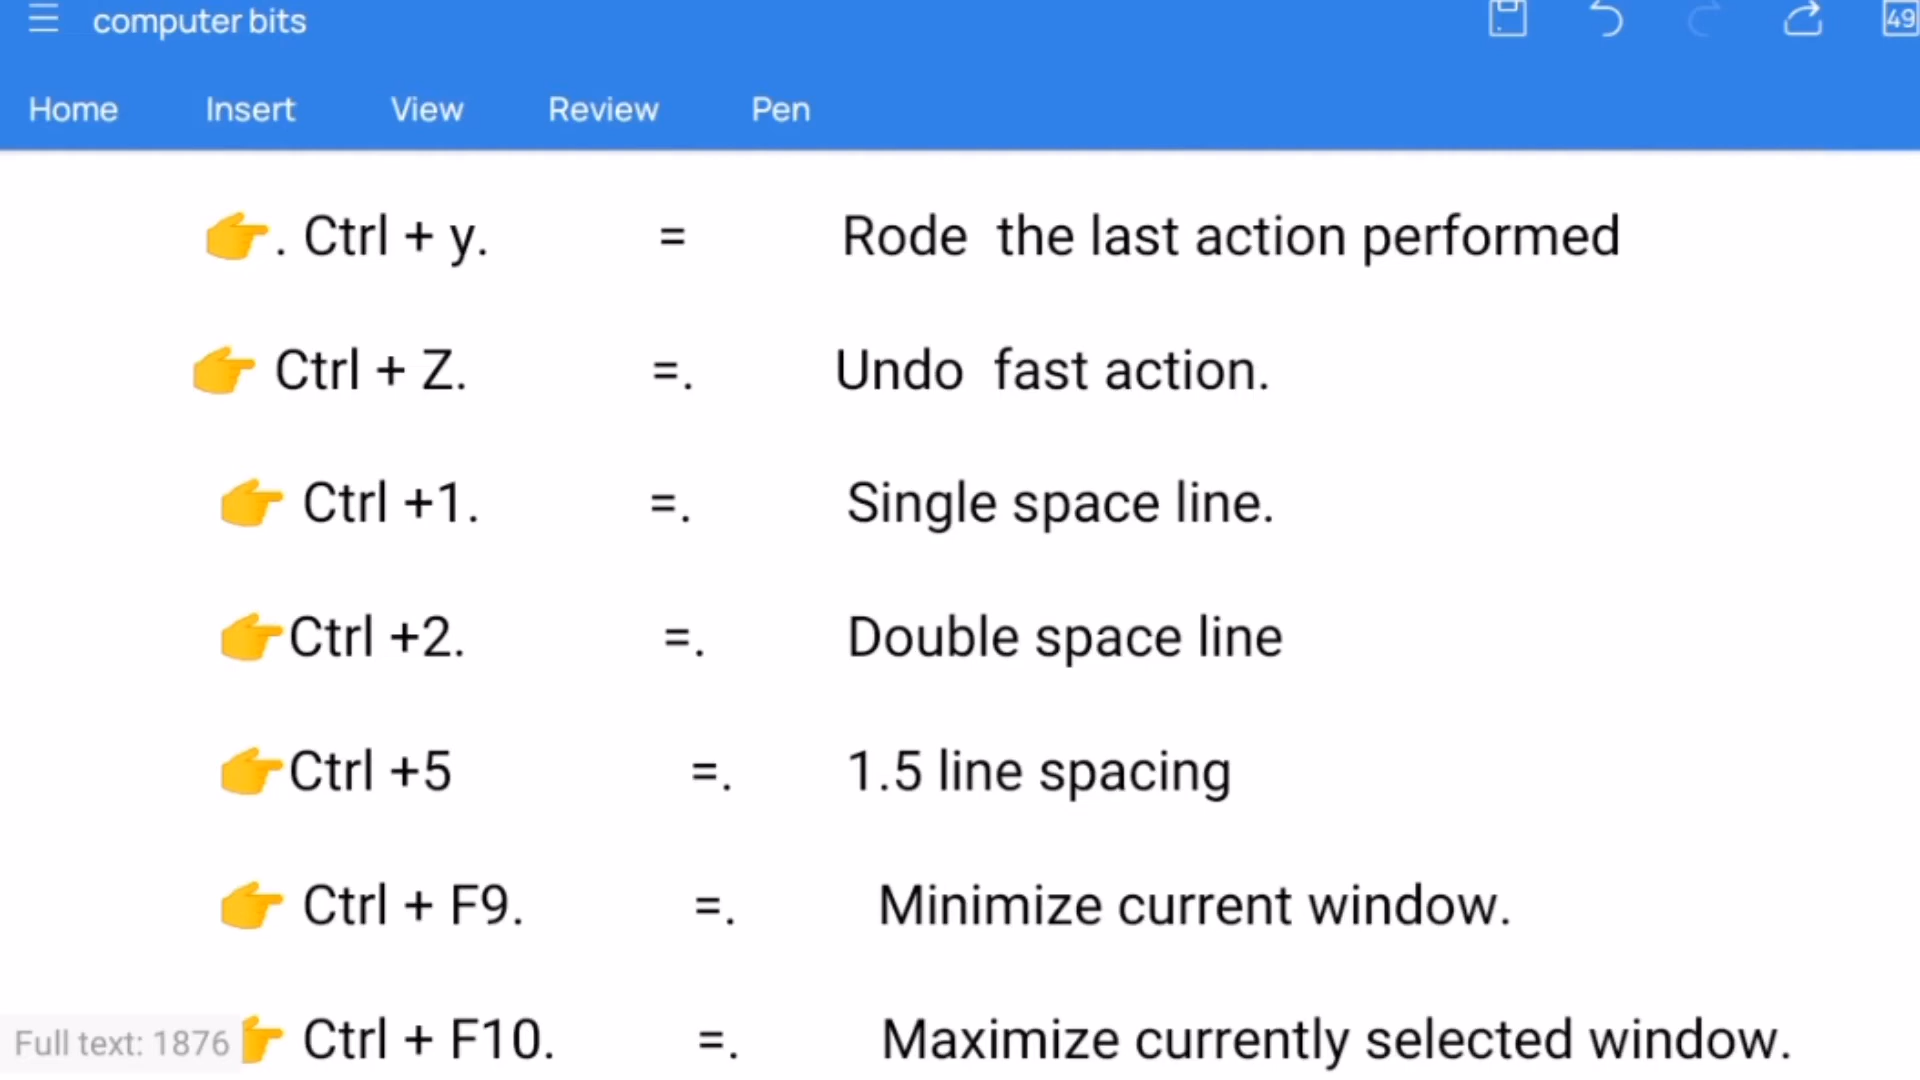 computer bits
49
Home Insert View Review Pen
👉. Ctrl + y. = Rode the last action performed
👉 Ctrl + Z. =. Undo fast action.
👉 Ctrl +1. =. Single space line.
👉Ctrl +2. =. Double space line
👉Ctrl +5 =. 1.5 line spacing
👉 Ctrl + F9. =. Minimize current window.
👉 Ctrl + F10. =. Maximize currently selected window.
Full text: 1876